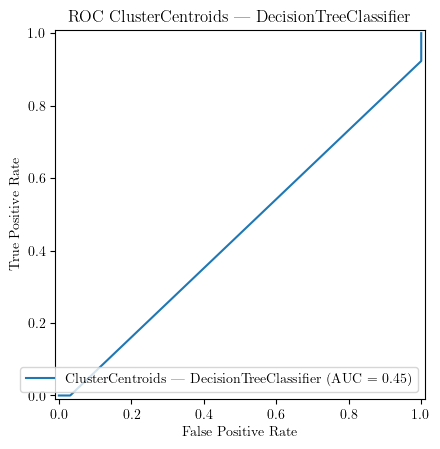 ROC ClusterCentroids — DecisionTreeClassifier
1.0
0.8
0.6
0.4
0.2
0.0
True Positive Rate
ClusterCentroids — DecisionTreeClassifier (AUC = 0.45)
0.0 0.2 0.4 0.6 0.8 1.0
False Positive Rate